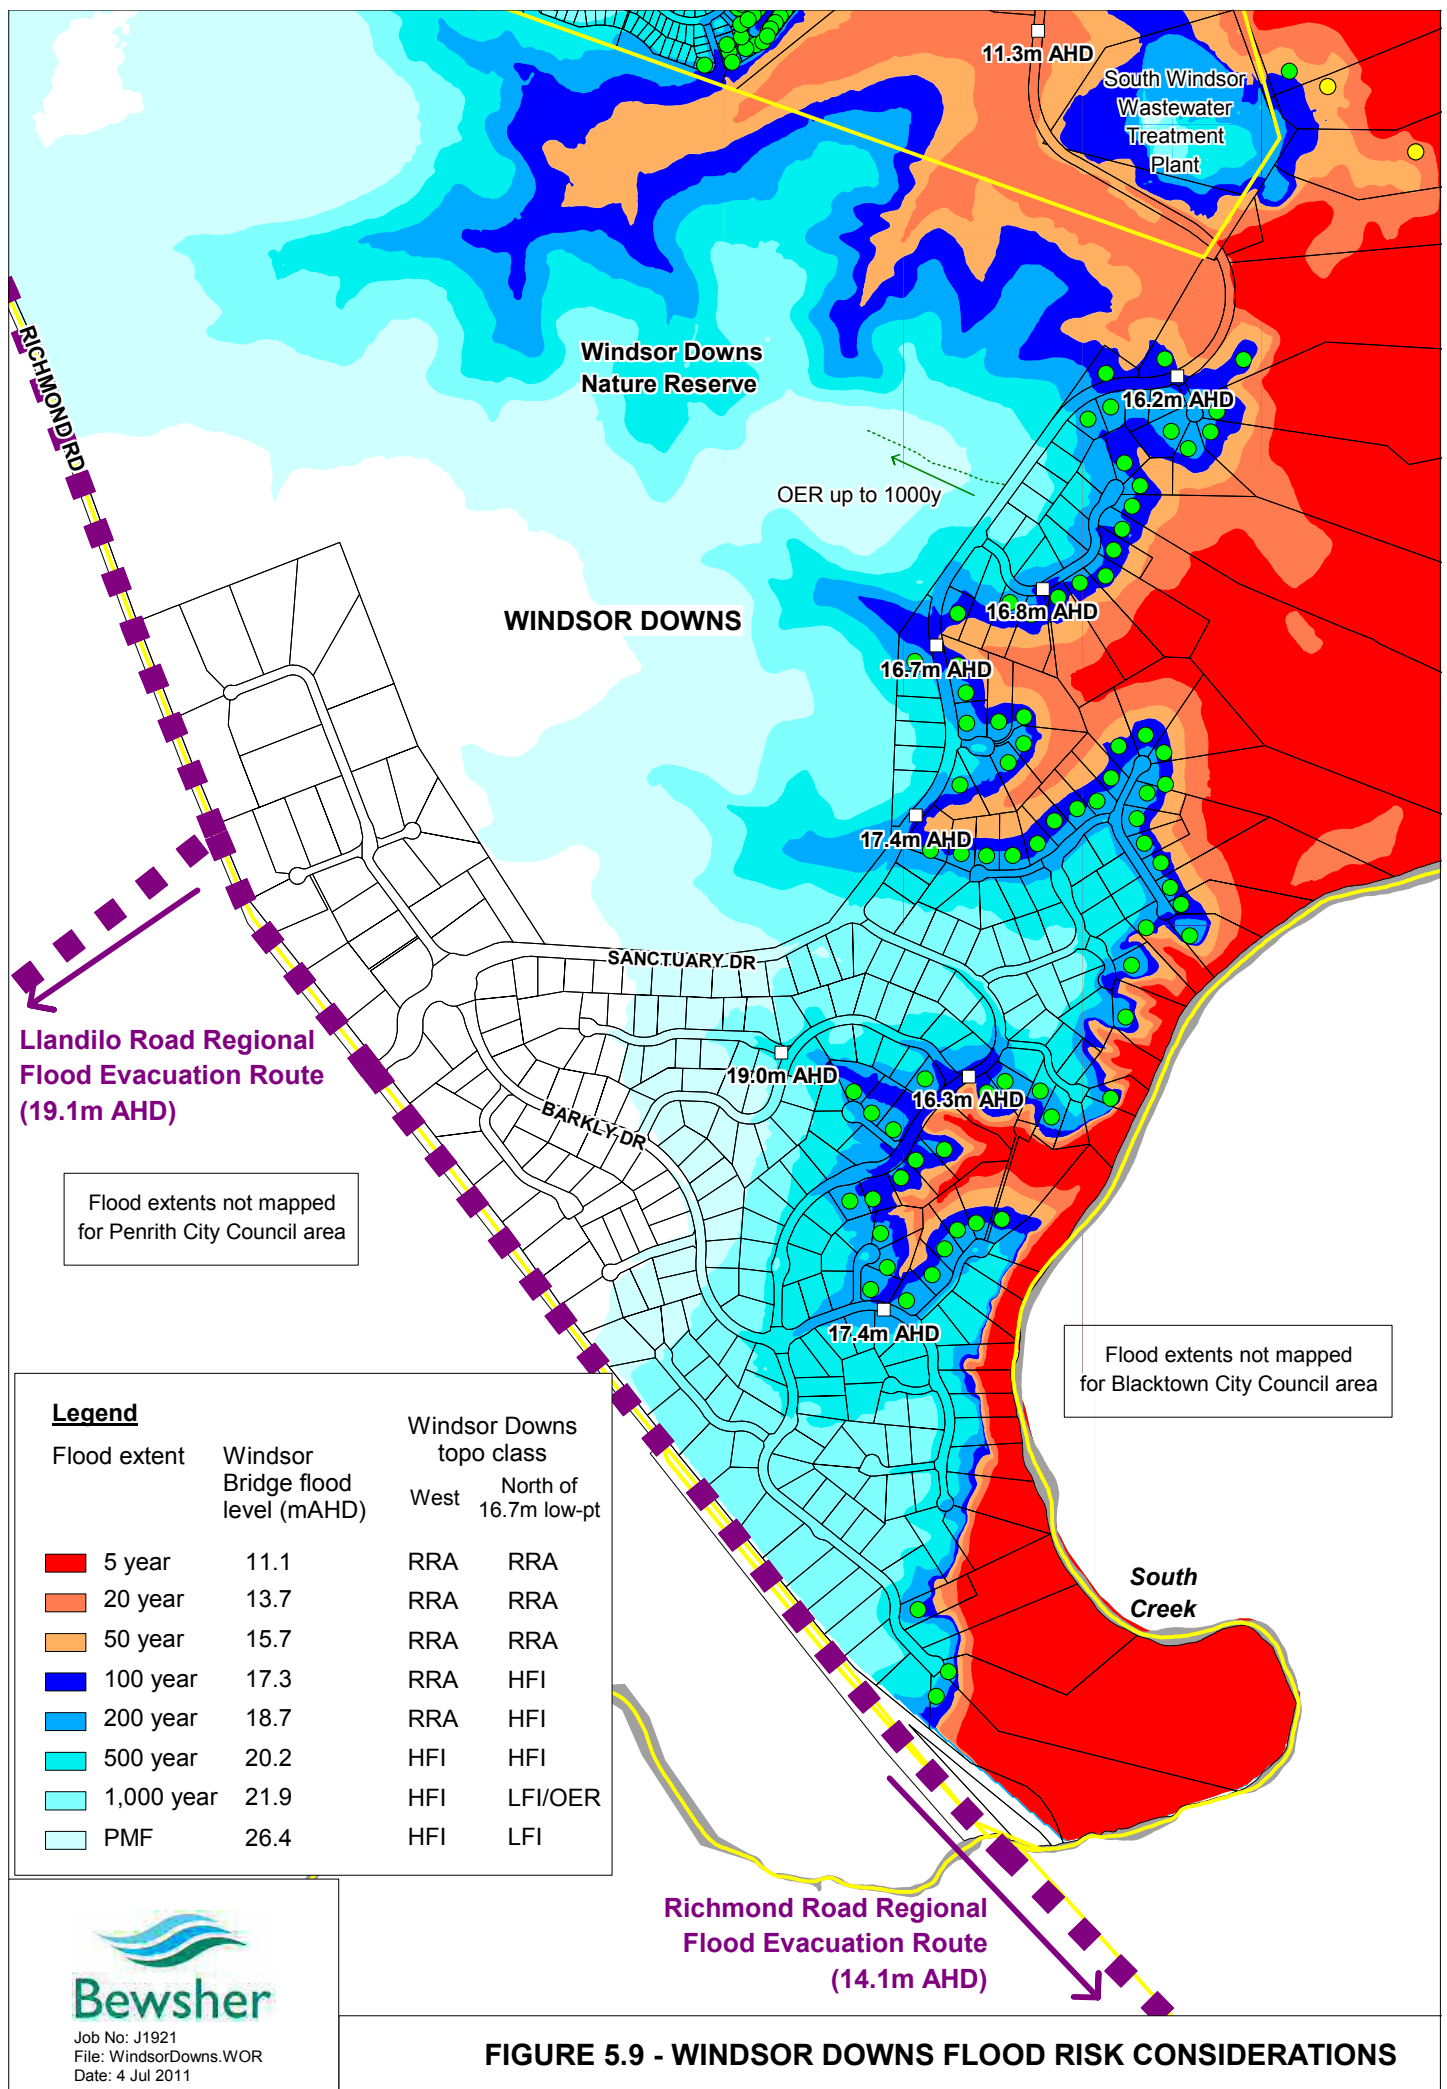 11.3m AHD
South Windsor
Wastewater
Treatment
Plant
RICHMOND RD
Windsor Downs
Nature Reserve
16.2m AHD
OER up to 1000y
WINDSOR DOWNS
16.8m AHD
16.7m AHD
17.4m AHD
SANCTUARY DR
Llandilo Road Regional
Flood Evacuation Route
(19.1m AHD)
19.0m AHD
16.3m AHD
BARKLY DR
Flood extents not mapped
for Penrith City Council area
17.4m AHD
Flood extents not mapped
for Blacktown City Council area
Legend
Flood extent
Windsor
Bridge flood
level (mAHD)
Windsor Downs
topo class
West
North of
16.7m low-pt
5 year 11.1 RRA RRA
20 year 13.7 RRA RRA
50 year 15.7 RRA RRA
100 year 17.3 RRA HFI
200 year 18.7 RRA HFI
500 year 20.2 HFI HFI
1,000 year 21.9 HFI LFI/OER
PMF 26.4 HFI LFI
South
Creek
Richmond Road Regional
Flood Evacuation Route
(14.1m AHD)
Bewsher
Job No: J1921
File: WindsorDowns.WOR
Date: 4 Jul 2011
FIGURE 5.9 - WINDSOR DOWNS FLOOD RISK CONSIDERATIONS